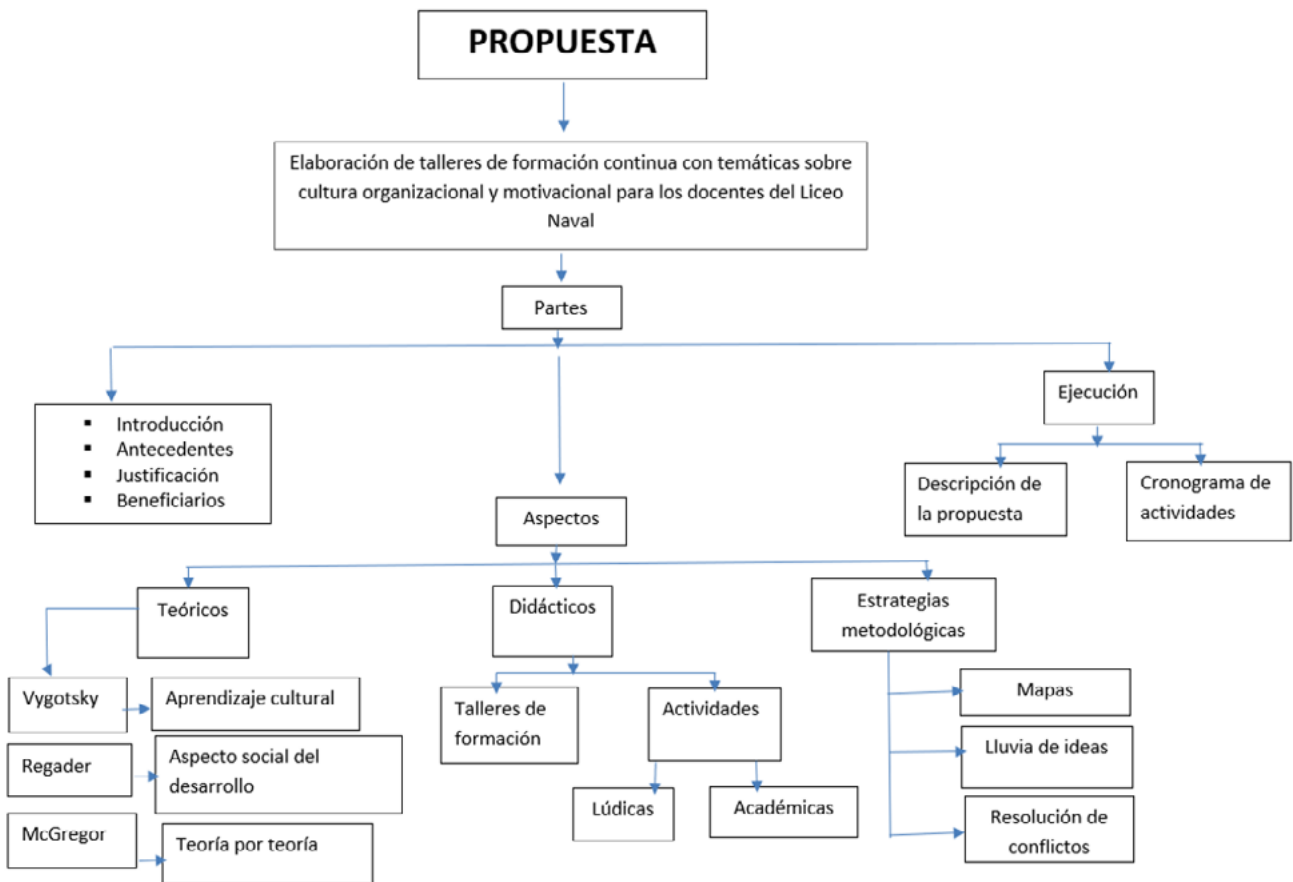 PROPUESTA
Elaboración de talleres de formación continua con temáticas sobre
cultura organizacional y motivacional para los docentes del Liceo
Naval
Partes
▪ Introducción
▪ Antecedentes
▪ Justificación
▪ Beneficiarios
Ejecución
Descripción de
la propuesta
Cronograma de
actividades
Aspectos
Teóricos
Didácticos
Estrategias
metodológicas
Vygotsky
Aprendizaje cultural
Regader
Aspecto social del
desarrollo
McGregor
Teoría por teoría
Talleres de
formación
Actividades
Lúdicas
Académicas
Mapas
Lluvia de ideas
Resolución de
conflictos